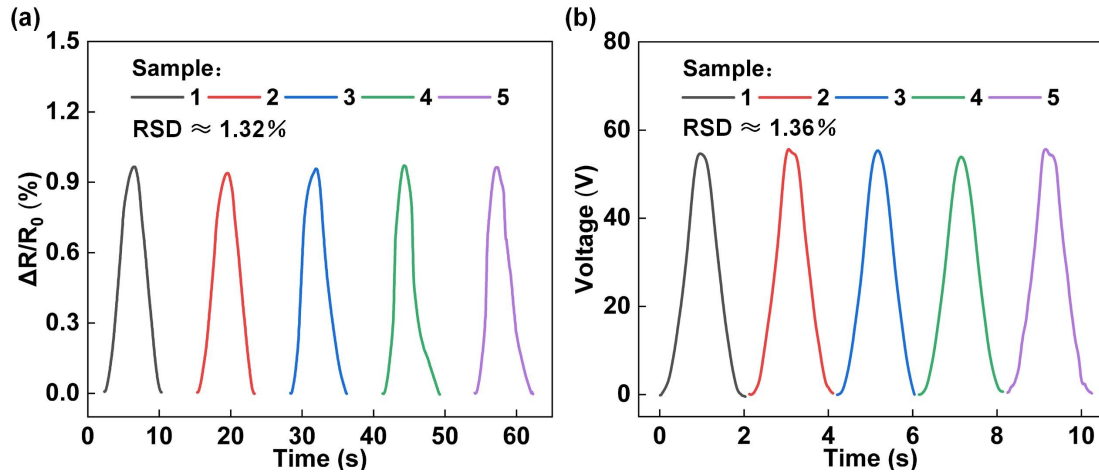 (a)
1.5
1.2
0.9
0.6
0.3
0.0
ΔR/R₀ (%)
Sample:
1 2 3 4 5
RSD ≈ 1.32%
0 10 20 30 40 50 60
Time (s)
(b)
80
60
40
20
0
Voltage (V)
Sample:
1 2 3 4 5
RSD ≈ 1.36%
0 2 4 6 8 10
Time (s)